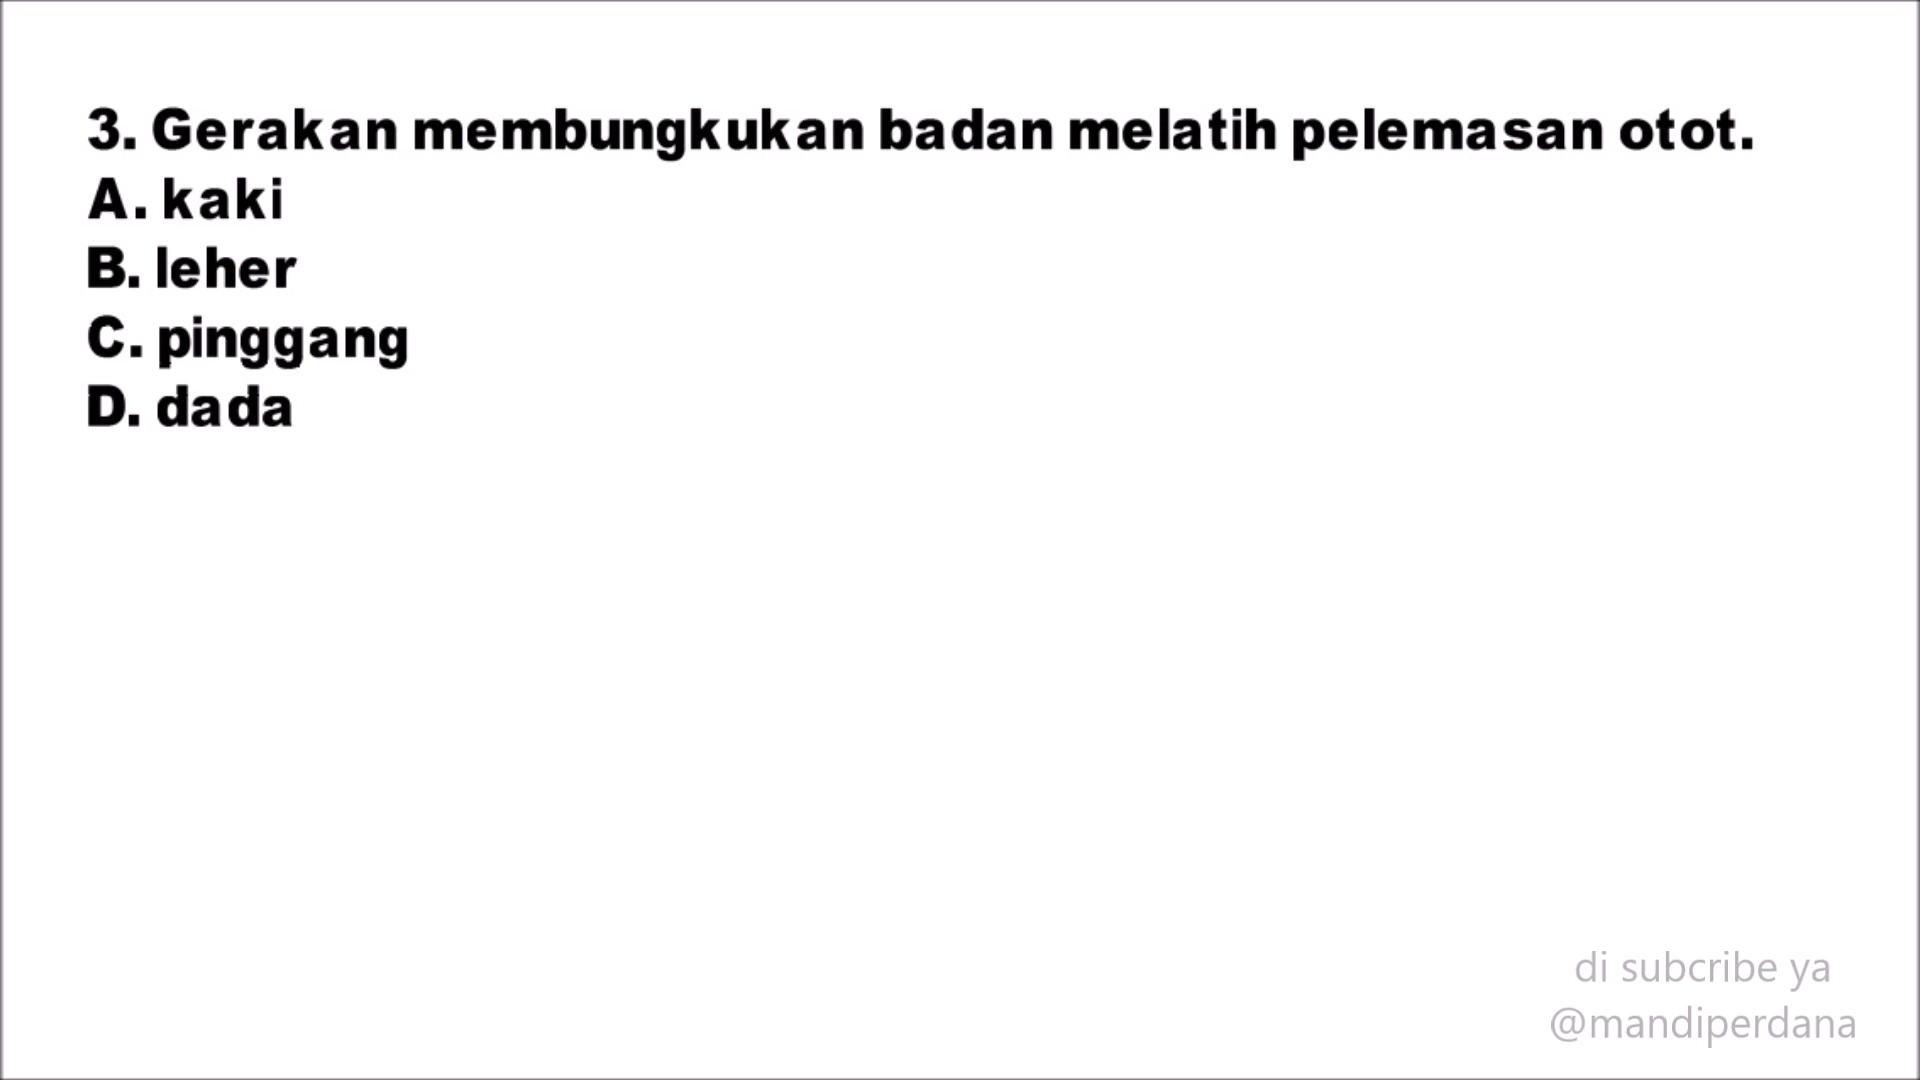 3. Gerakan membungkukan badan melatih pelemasan otot.
A. kaki
B. leher
C. pinggang
D. dada
di subcribe ya
@mandiperdana